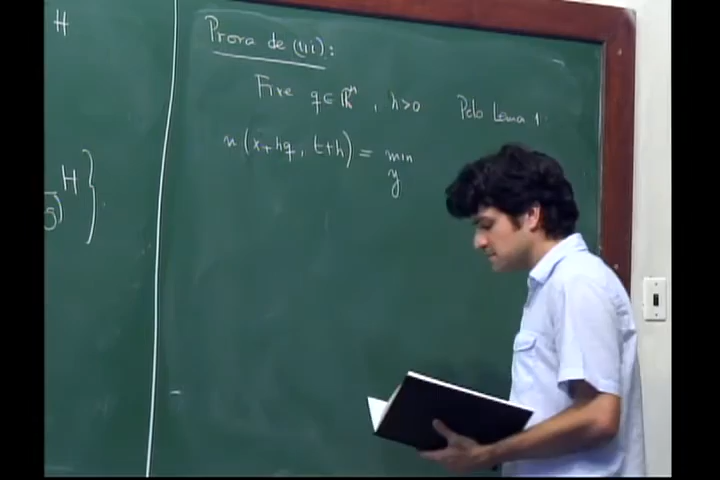 H
H }
g)
Prova de (iii):
Fixe q ∈ ℝⁿ , h>0 Pelo Lema 1
u (x+hq, t+h) = min
y